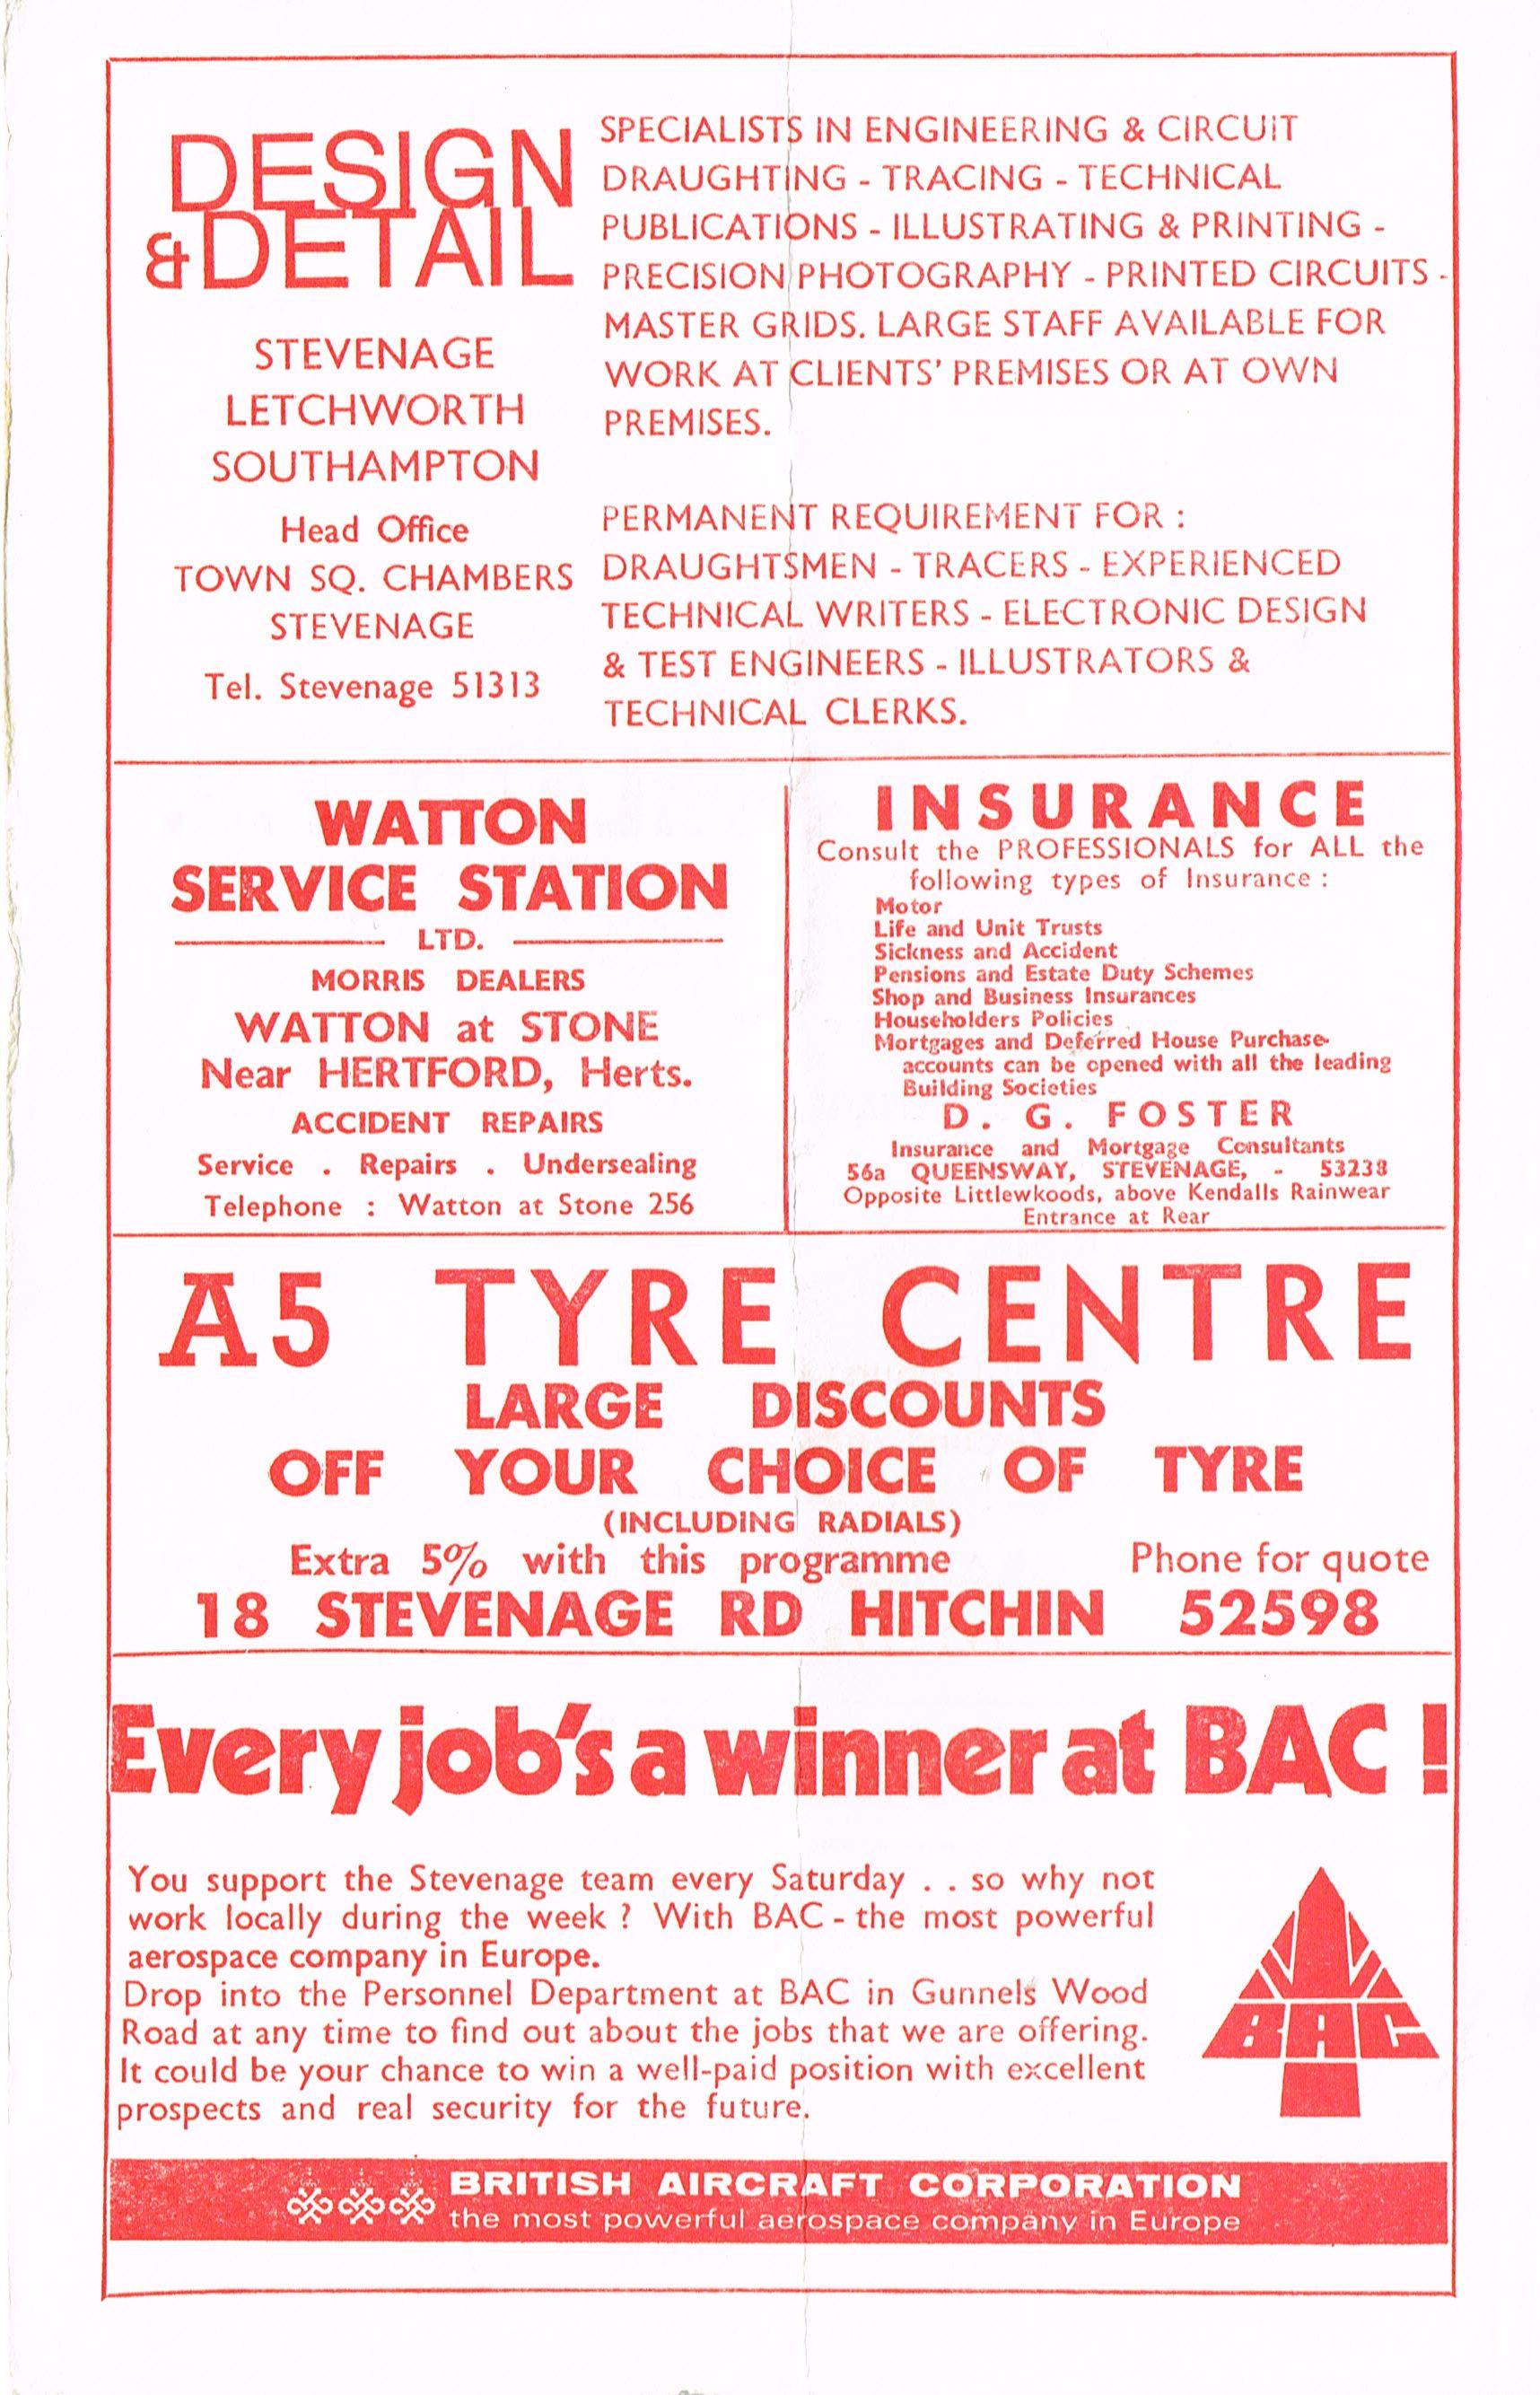 DESIGN
& DETAIL
STEVENAGE
LETCHWORTH
SOUTHAMPTON
Head Office
TOWN SQ. CHAMBERS
STEVENAGE
Tel. Stevenage 51313
SPECIALISTS IN ENGINEERING & CIRCUIT
DRAUGHTING - TRACING - TECHNICAL
PUBLICATIONS - ILLUSTRATING & PRINTING -
PRECISION PHOTOGRAPHY - PRINTED CIRCUITS -
MASTER GRIDS. LARGE STAFF AVAILABLE FOR
WORK AT CLIENTS' PREMISES OR AT OWN
PREMISES.
PERMANENT REQUIREMENT FOR :
DRAUGHTSMEN - TRACERS - EXPERIENCED
TECHNICAL WRITERS - ELECTRONIC DESIGN
& TEST ENGINEERS - ILLUSTRATORS &
TECHNICAL CLERKS.
WATTON
SERVICE STATION
LTD.
MORRIS DEALERS
WATTON at STONE
Near HERTFORD, Herts.
ACCIDENT REPAIRS
Service . Repairs . Undersealing
Telephone : Watton at Stone 256
INSURANCE
Consult the PROFESSIONALS for ALL the
following types of Insurance :
Motor
Life and Unit Trusts
Sickness and Accident
Pensions and Estate Duty Schemes
Shop and Business Insurances
Householders Policies
Mortgages and Deferred House Purchase-
accounts can be opened with all the leading
Building Societies
D. G. FOSTER
Insurance and Mortgage Consultants
56a QUEENSWAY, STEVENAGE, - 53238
Opposite Littlewkoods, above Kendalls Rainwear
Entrance at Rear
A5 TYRE CENTRE
LARGE DISCOUNTS
OFF YOUR CHOICE OF TYRE
(INCLUDING RADIALS)
Extra 5% with this programme Phone for quote
18 STEVENAGE RD HITCHIN 52598
Every job's a winner at BAC !
You support the Stevenage team every Saturday . . so why not
work locally during the week ? With BAC - the most powerful
aerospace company in Europe.
Drop into the Personnel Department at BAC in Gunnels Wood
Road at any time to find out about the jobs that we are offering.
It could be your chance to win a well-paid position with excellent
prospects and real security for the future.
BAC
BRITISH AIRCRAFT CORPORATION
the most powerful aerospace company in Europe